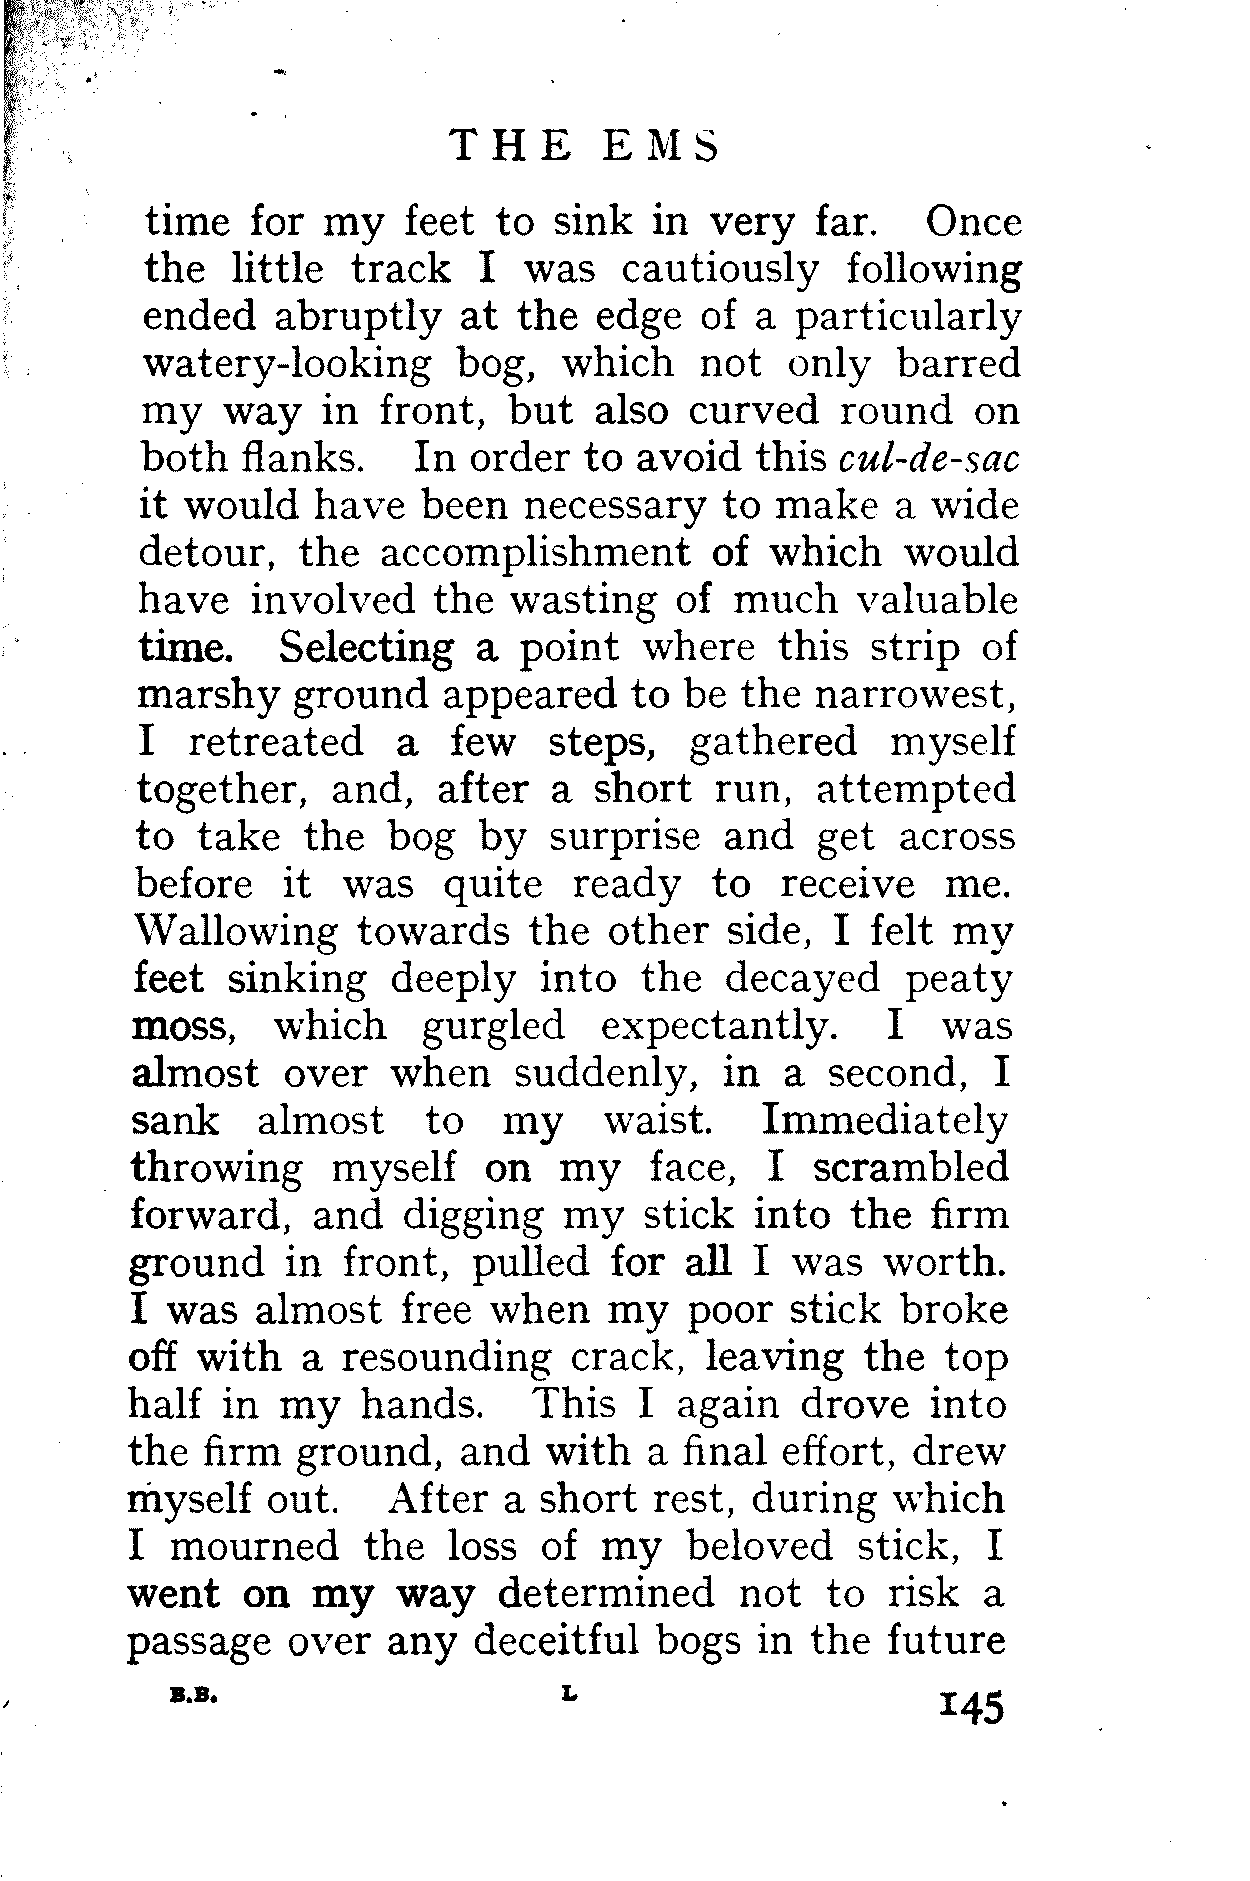 THE EMS
time for my feet to sink in very far. Once
the little track I was cautiously following
ended abruptly at the edge of a particularly
watery-looking bog, which not only barred
my way in front, but also curved round on
both flanks. In order to avoid this cul-de-sac
it would have been necessary to make a wide
detour, the accomplishment of which would
have involved the wasting of much valuable
time. Selecting a point where this strip of
marshy ground appeared to be the narrowest,
I retreated a few steps, gathered myself
together, and, after a short run, attempted
to take the bog by surprise and get across
before it was quite ready to receive me.
Wallowing towards the other side, I felt my
feet sinking deeply into the decayed peaty
moss, which gurgled expectantly. I was
almost over when suddenly, in a second, I
sank almost to my waist. Immediately
throwing myself on my face, I scrambled
forward, and digging my stick into the firm
ground in front, pulled for all I was worth.
I was almost free when my poor stick broke
off with a resounding crack, leaving the top
half in my hands. This I again drove into
the firm ground, and with a final effort, drew
myself out. After a short rest, during which
I mourned the loss of my beloved stick, I
went on my way determined not to risk a
passage over any deceitful bogs in the future
B.B. L 145